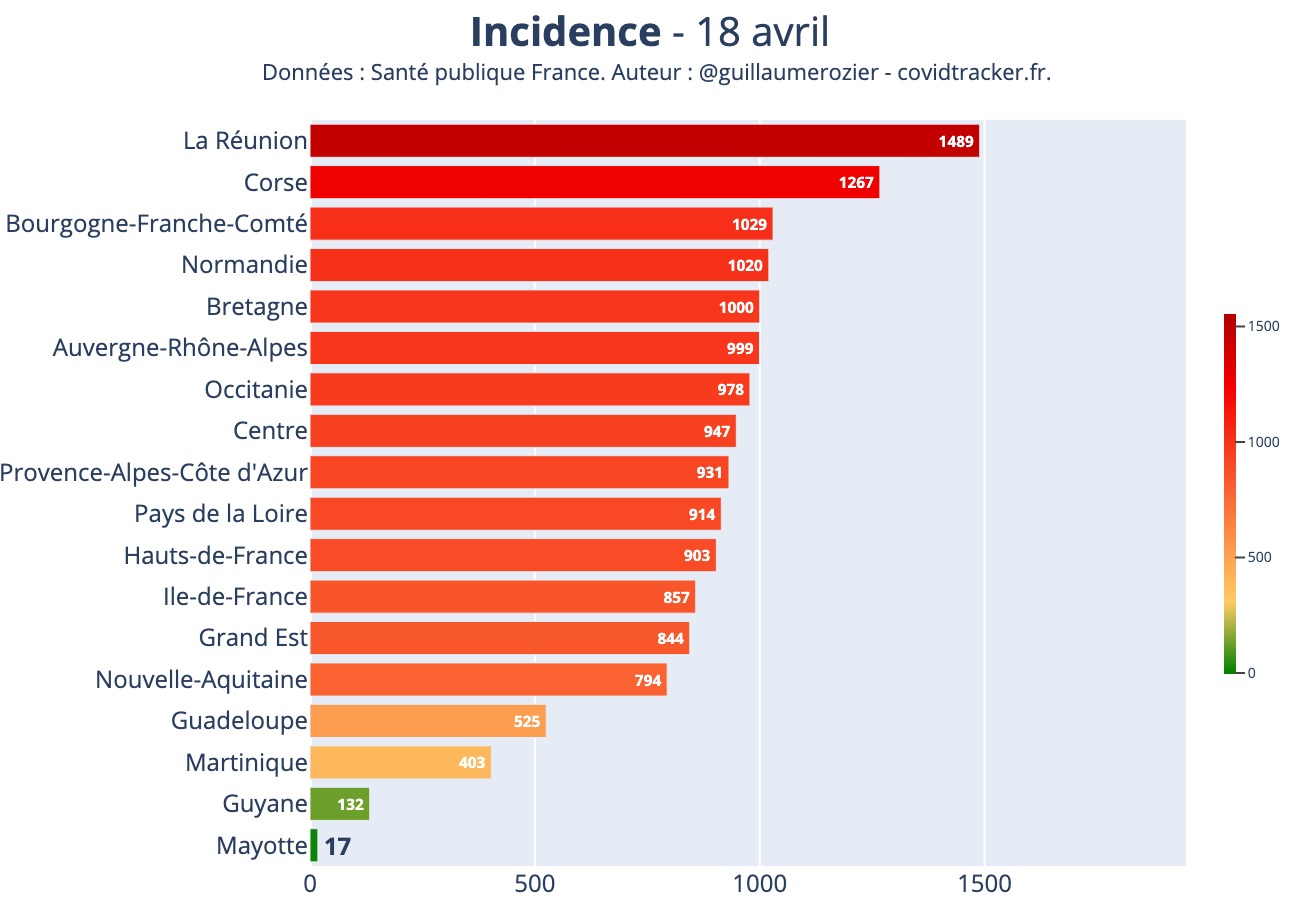 Incidence - 18 avril
Données : Santé publique France. Auteur : @guillaumerozier - covidtracker.fr.
La Réunion 1489
Corse 1267
Bourgogne-Franche-Comté 1029
Normandie 1020
Bretagne 1000
Auvergne-Rhône-Alpes 999
Occitanie 978
Centre 947
Provence-Alpes-Côte d'Azur 931
Pays de la Loire 914
Hauts-de-France 903
Ile-de-France 857
Grand Est 844
Nouvelle-Aquitaine 794
Guadeloupe 525
Martinique 403
Guyane 132
Mayotte 17
0 500 1000 1500
1500
1000
500
0